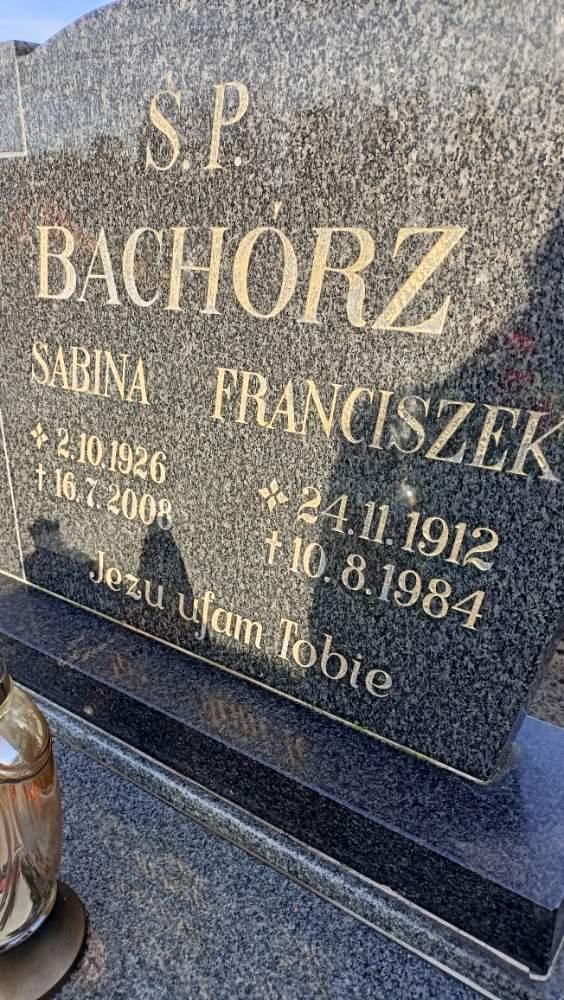 Ś.P.
BACHÓRZ
SABINA FRANCISZEK
2.10.1926 24.11.1912
†16.7.2008 †10.8.1984
Jezu ufam Tobie